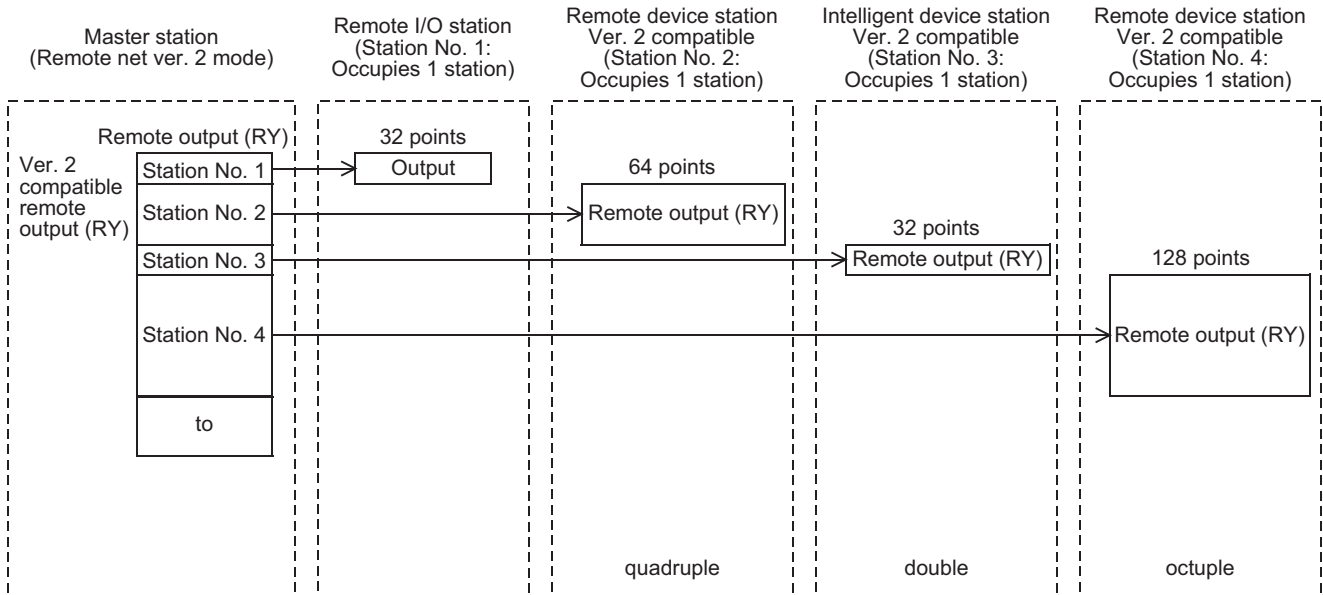 Master station
(Remote net ver. 2 mode)
Remote I/O station
(Station No. 1:
Occupies 1 station)
Remote device station
Ver. 2 compatible
(Station No. 2:
Occupies 1 station)
Intelligent device station
Ver. 2 compatible
(Station No. 3:
Occupies 1 station)
Remote device station
Ver. 2 compatible
(Station No. 4:
Occupies 1 station)
Remote output (RY)
Ver. 2
compatible
remote
output (RY)
Station No. 1
Station No. 2
Station No. 3
Station No. 4
to
32 points
Output
64 points
Remote output (RY)
32 points
Remote output (RY)
128 points
Remote output (RY)
quadruple
double
octuple